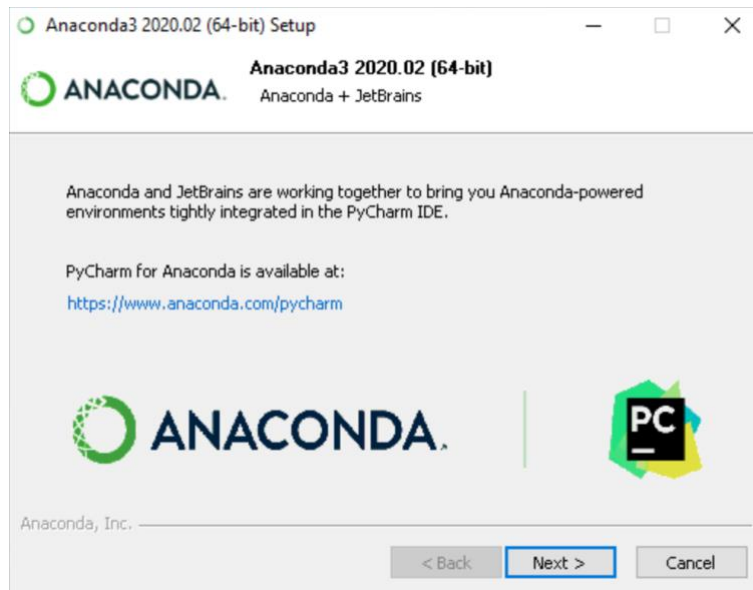 Anaconda3 2020.02 (64-bit) Setup
ANACONDA.
Anaconda3 2020.02 (64-bit)
Anaconda + JetBrains
Anaconda and JetBrains are working together to bring you Anaconda-powered
environments tightly integrated in the PyCharm IDE.
PyCharm for Anaconda is available at:
https://www.anaconda.com/pycharm
ANACONDA.
PC
Anaconda, Inc.
< Back Next > Cancel